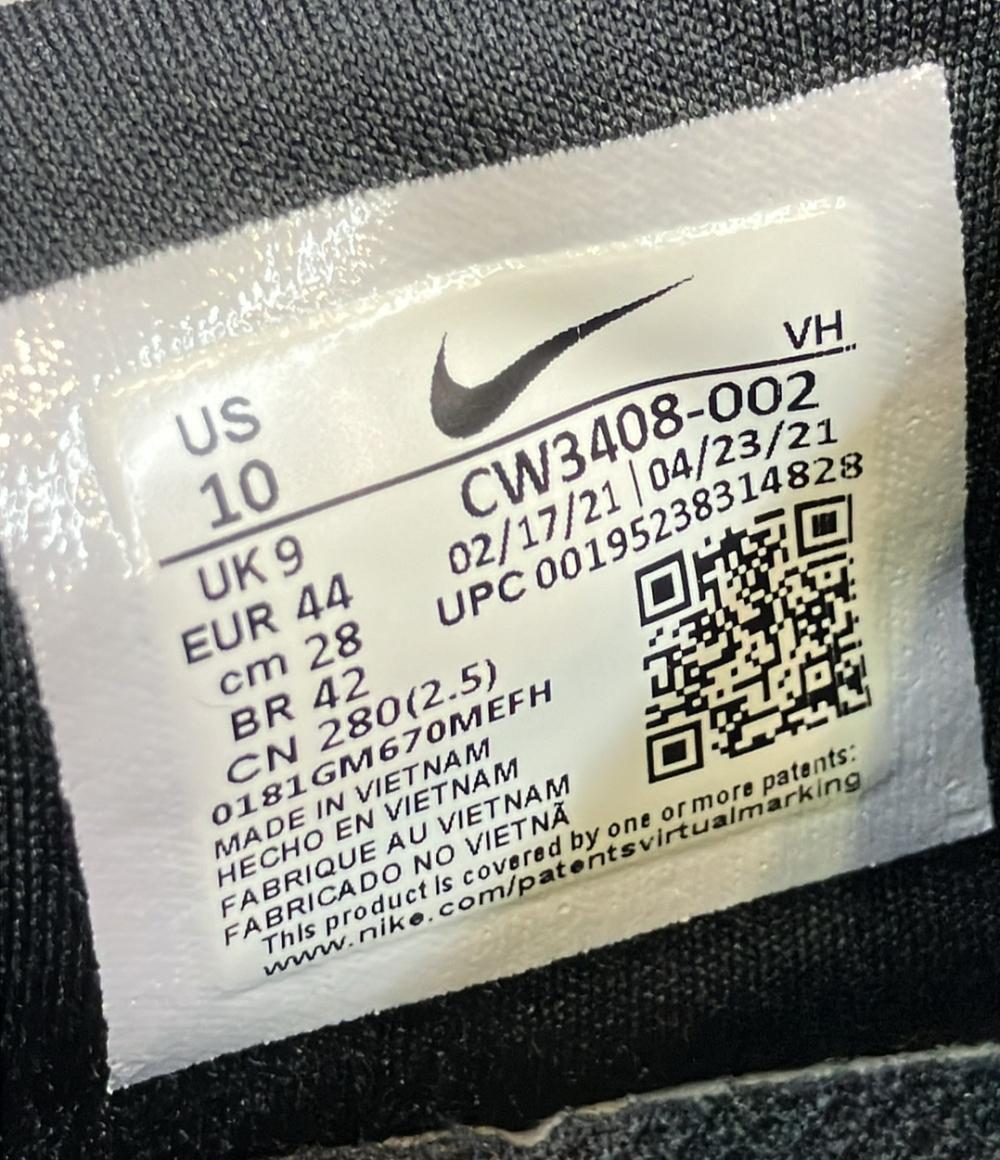 VH
US
10
CW3408-002
02/17/21 | 04/23/21
UPC 00195238314828
UK 9
EUR 44
cm 28
BR 42
CN 280(2.5)
0181GM670MEFH
MADE IN VIETNAM
HECHO EN VIETNAM
FABRIQUE AU VIETNAM
FABRICADO NO VIETNÃ
This product is covered by one or more patents:
www.nike.com/patentsvirtualmarking